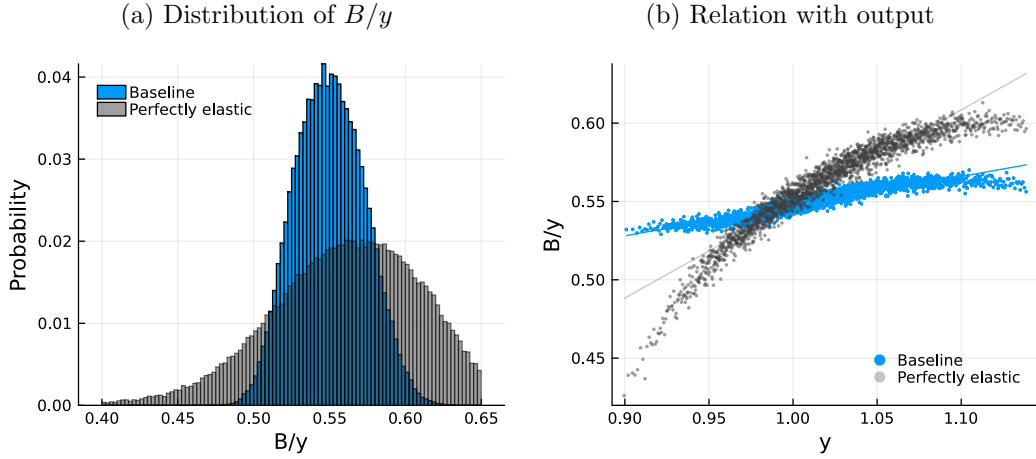 (a) Distribution of B/y
0.04
0.03
0.02
0.01
0.00
Probability
Baseline
Perfectly elastic
0.40 0.45 0.50 0.55 0.60 0.65
B/y
(b) Relation with output
0.60
0.55
0.50
0.45
B/y
Baseline
Perfectly elastic
0.90 0.95 1.00 1.05 1.10
y